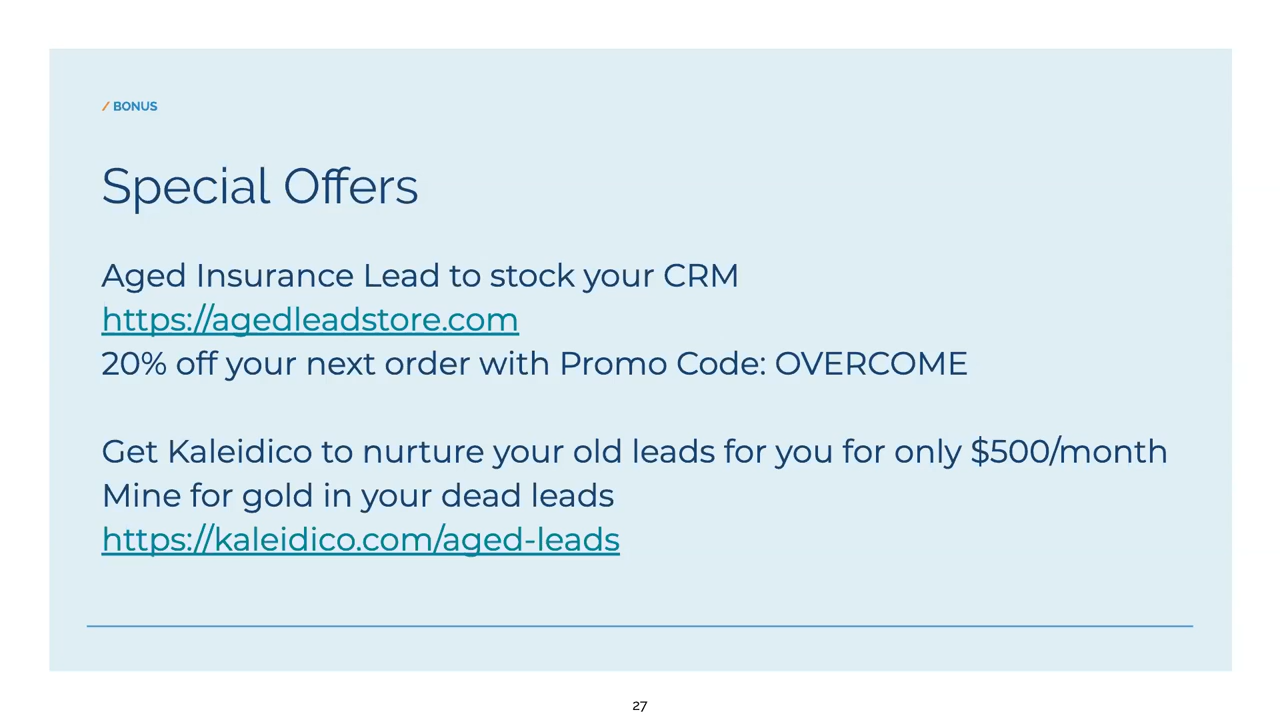 / BONUS
Special Offers
Aged Insurance Lead to stock your CRM
https://agedleadstore.com
20% off your next order with Promo Code: OVERCOME
Get Kaleidico to nurture your old leads for you for only $500/month
Mine for gold in your dead leads
https://kaleidico.com/aged-leads
27